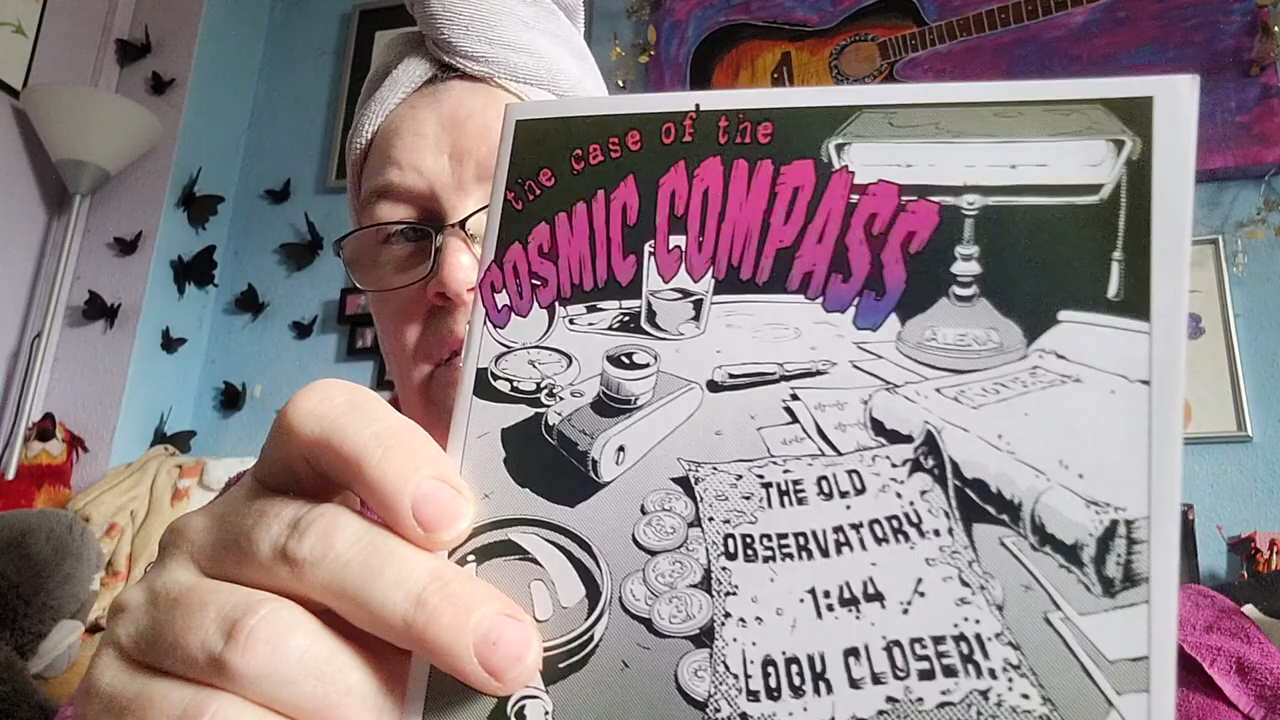 the case of the
COSMIC COMPASS
ALENA
NOTES
THE OLD
OBSERVATORY.
1:44
LOOK CLOSER!